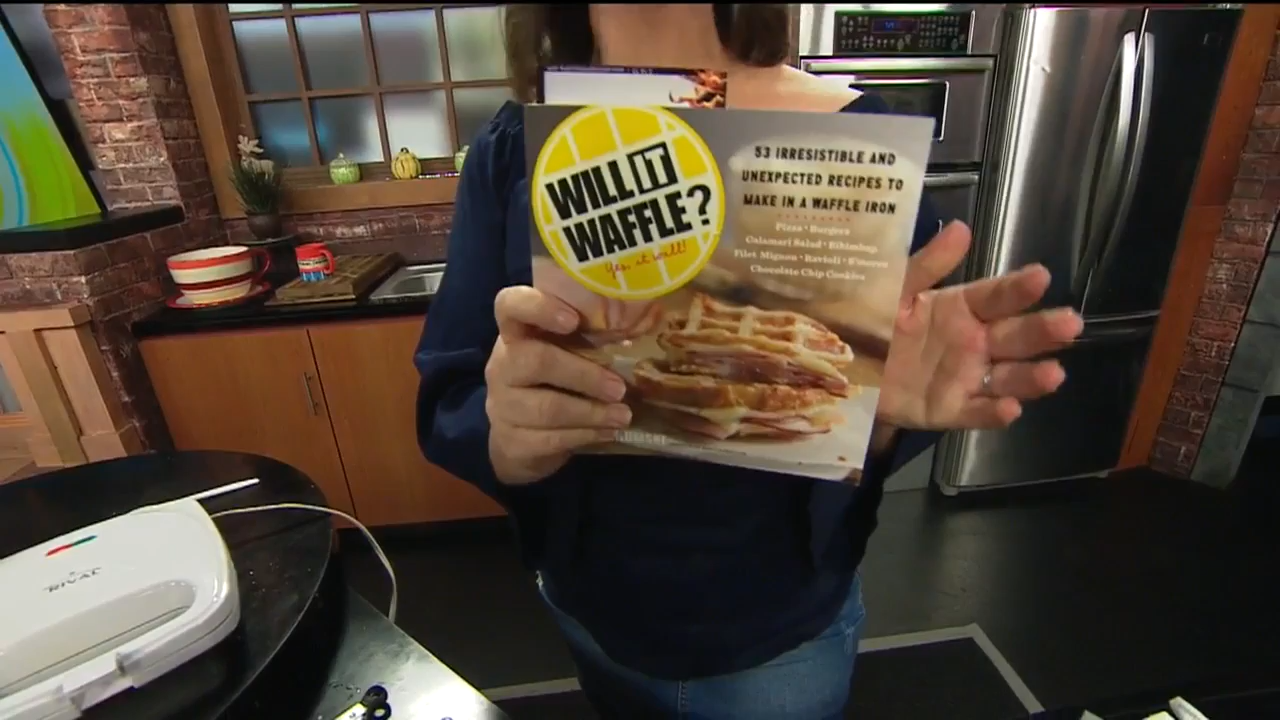 WILL IT
WAFFLE?
Yes, it will!
53 IRRESISTIBLE AND
UNEXPECTED RECIPES TO
MAKE IN A WAFFLE IRON
Pizza • Burgers
Calamari Salad • Bibimbap
Filet Mignon • Ravioli • S'mores
Chocolate Chip Cookies
RIVAL